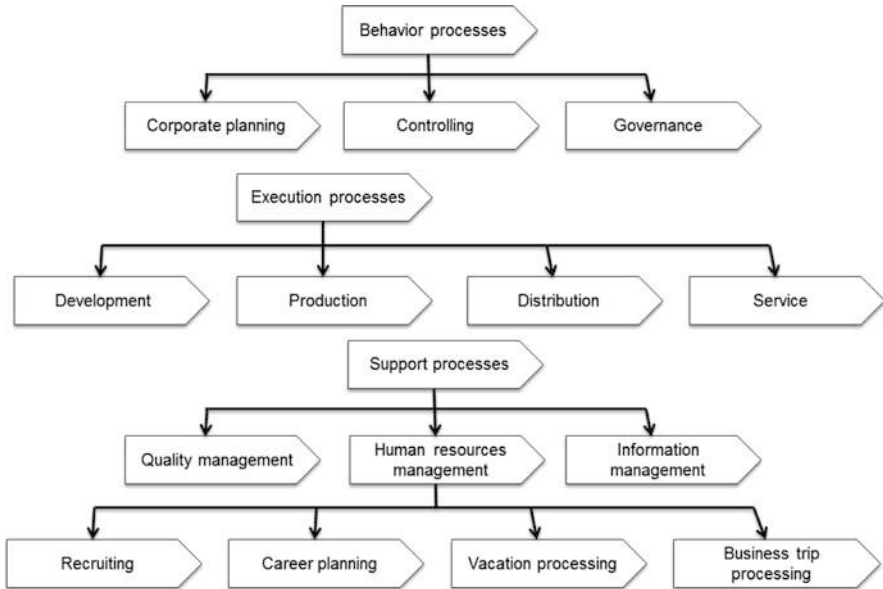 Behavior processes
Corporate planning
Controlling
Governance
Execution processes
Development
Production
Distribution
Service
Support processes
Quality management
Human resources
management
Information
management
Recruiting
Career planning
Vacation processing
Business trip
processing